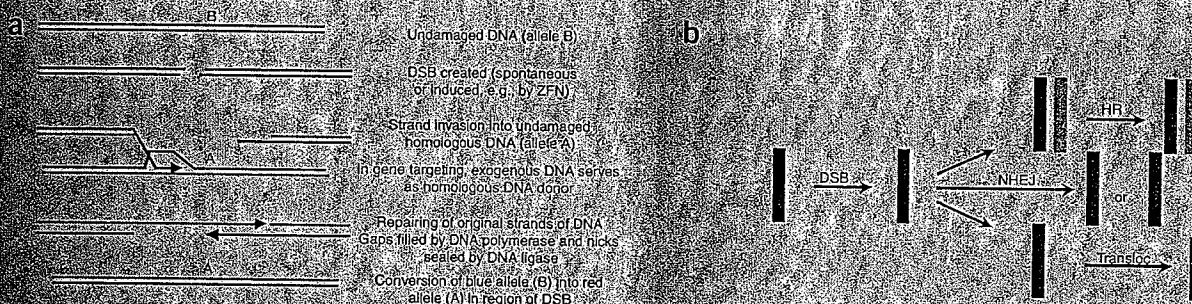 a
B
Undamaged DNA (allele B)
DSB created (spontaneous
or induced, e.g., by ZFN)
Strand invasion into undamaged
homologous DNA (allele A)
A
In gene targeting, exogenous DNA serves
as homologous DNA donor
Repairing of original strands of DNA
Gaps filled by DNA polymerase and nicks
sealed by DNA ligase
A
Conversion of blue allele (B) into red
allele (A) in region of DSB
b
DSB
HR
NHEJ
or
Transloc.